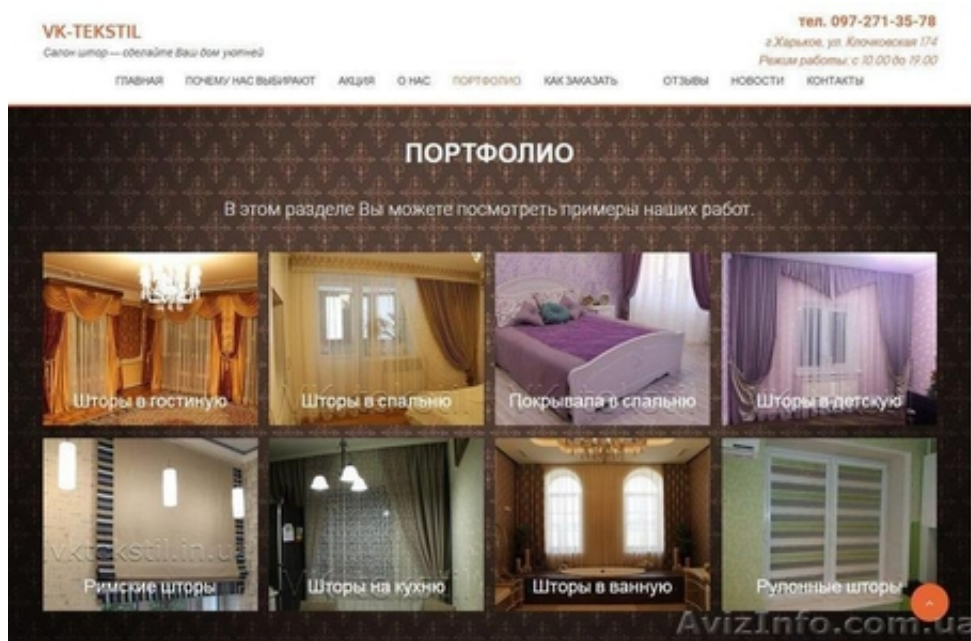 VK-TEKSTIL
Салон штор — сделайте Ваш дом уютней
тел. 097-271-35-78
г.Харьков, ул. Клочковская 174
Режим работы: с 10.00 до 19.00
ГЛАВНАЯ ПОЧЕМУ НАС ВЫБИРАЮТ АКЦИЯ О НАС ПОРТФОЛИО КАК ЗАКАЗАТЬ ОТЗЫВЫ НОВОСТИ КОНТАКТЫ
ПОРТФОЛИО
В этом разделе Вы можете посмотреть примеры наших работ.
Шторы в гостиную Шторы в спальню Покрывала в спальню Шторы в детскую
vktekstil.in.u
Римские шторы Шторы на кухню Шторы в ванную Рулонные шторы
AvizInfo.com.ua